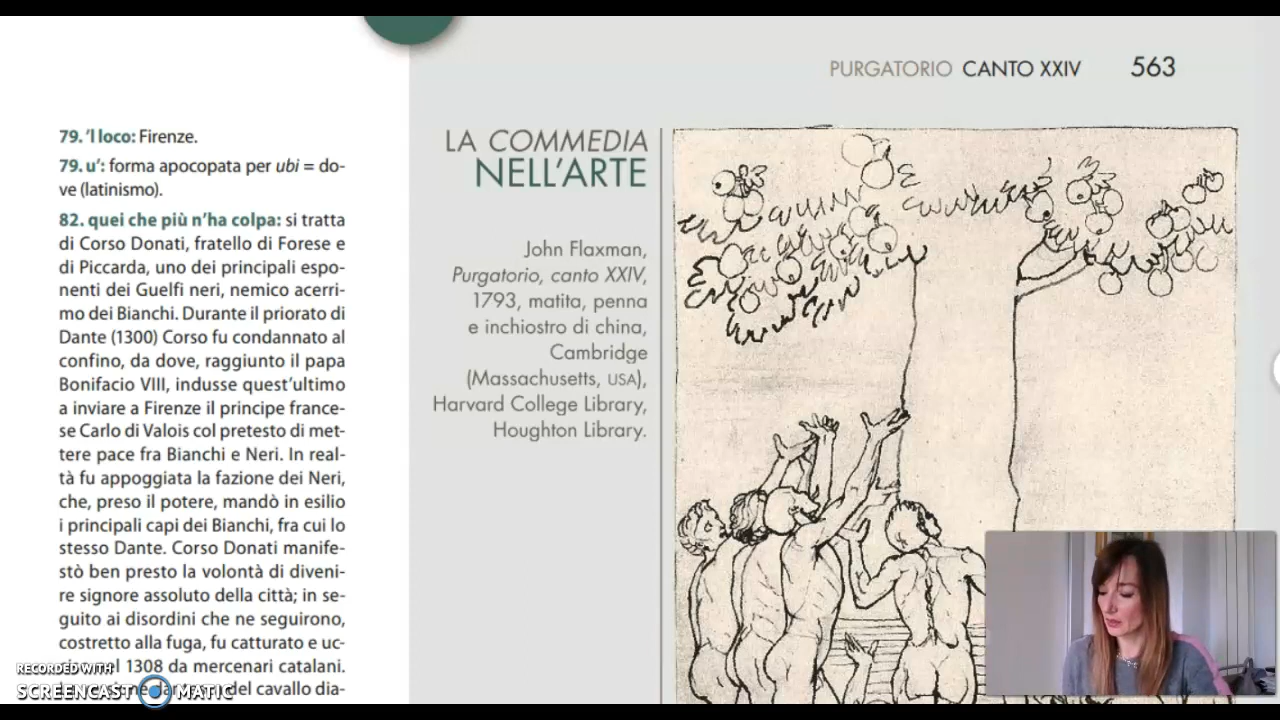 PURGATORIO CANTO XXIV 563
79. 'l loco: Firenze.
79. u': forma apocopata per ubi = do-
ve (latinismo).
82. quei che più n'ha colpa: si tratta
di Corso Donati, fratello di Forese e
di Piccarda, uno dei principali espo-
nenti dei Guelfi neri, nemico acerri-
mo dei Bianchi. Durante il priorato di
Dante (1300) Corso fu condannato al
confino, da dove, raggiunto il papa
Bonifacio VIII, indusse quest'ultimo
a inviare a Firenze il principe france-
se Carlo di Valois col pretesto di met-
tere pace fra Bianchi e Neri. In real-
tà fu appoggiata la fazione dei Neri,
che, preso il potere, mandò in esilio
i principali capi dei Bianchi, fra cui lo
stesso Dante. Corso Donati manife-
stò ben presto la volontà di diveni-
re signore assoluto della città; in se-
guito ai disordini che ne seguirono,
costretto alla fuga, fu catturato e uc-
el 1308 da mercenari catalani.
del cavallo dia-
LA COMMEDIA
NELL'ARTE
John Flaxman,
Purgatorio, canto XXIV,
1793, matita, penna
e inchiostro di china,
Cambridge
(Massachusetts, USA),
Harvard College Library,
Houghton Library.
RECORDED WITH
SCREENCAST MATIC